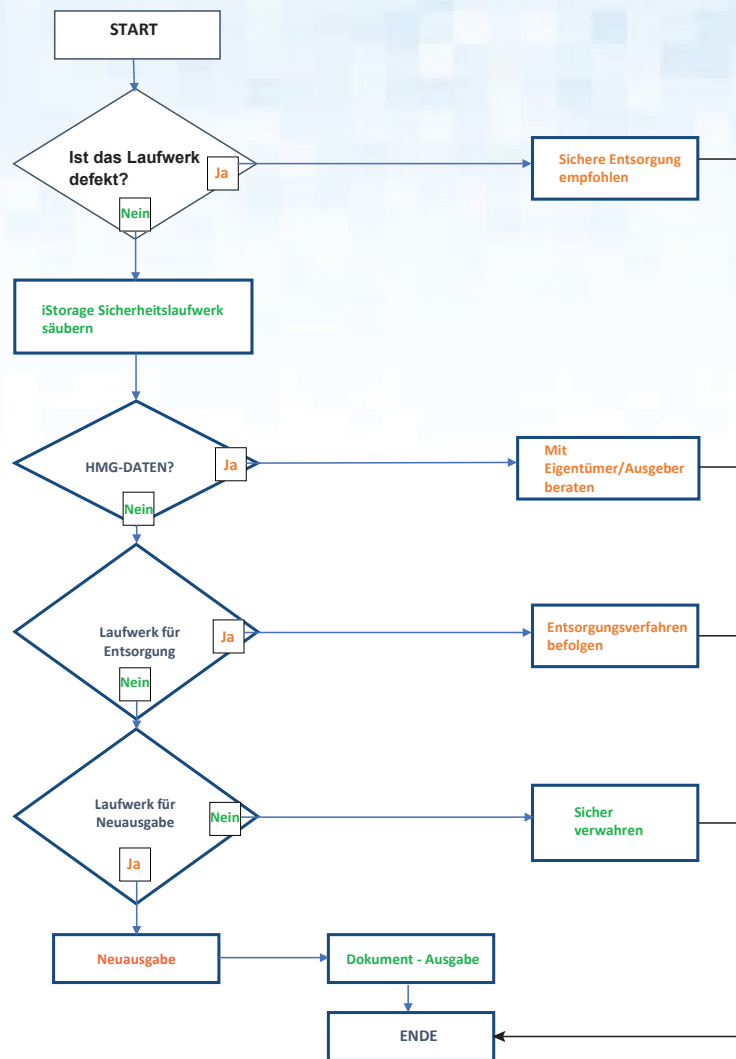 START
Ist das Laufwerk
defekt?
Ja
Nein
Sichere Entsorgung
empfohlen
iStorage Sicherheitslaufwerk
säubern
HMG-DATEN?
Ja
Nein
Mit
Eigentümer/Ausgeber
beraten
Laufwerk für
Entsorgung
Ja
Nein
Entsorgungsverfahren
befolgen
Laufwerk für
Neuausgabe
Nein
Ja
Sicher
verwahren
Neuausgabe
Dokument - Ausgabe
ENDE